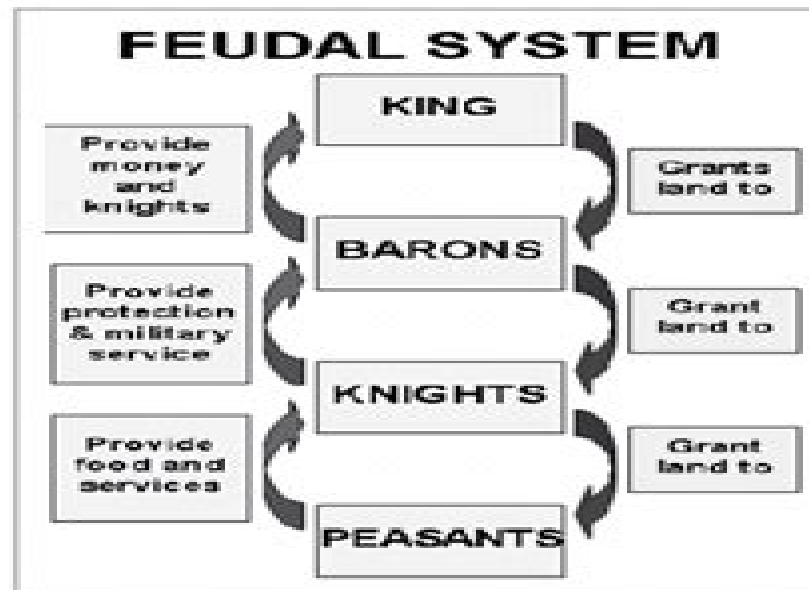 FEUDAL SYSTEM
KING
Provide
money
and
knights
Grants
land to
BARONS
Provide
protection
& military
service
Grant
land to
KNIGHTS
Provide
food and
services
Grant
land to
PEASANTS